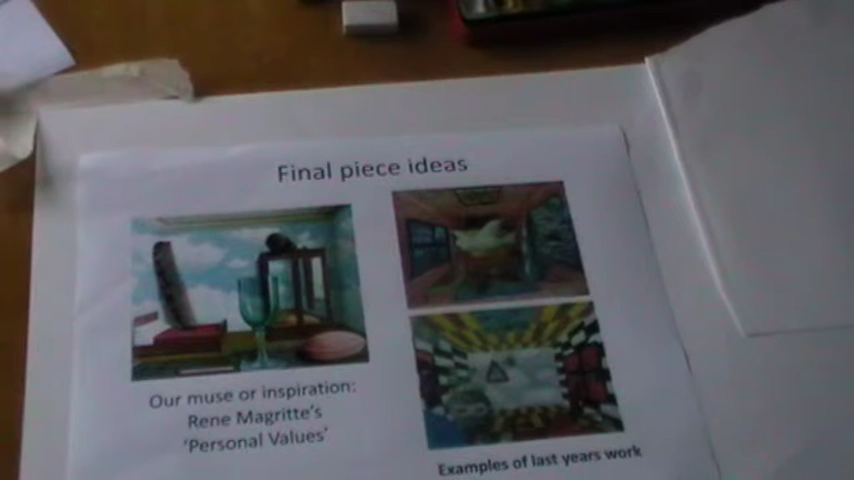 Final piece ideas
Our muse or inspiration:
Rene Magritte's
'Personal Values'
Examples of last years work